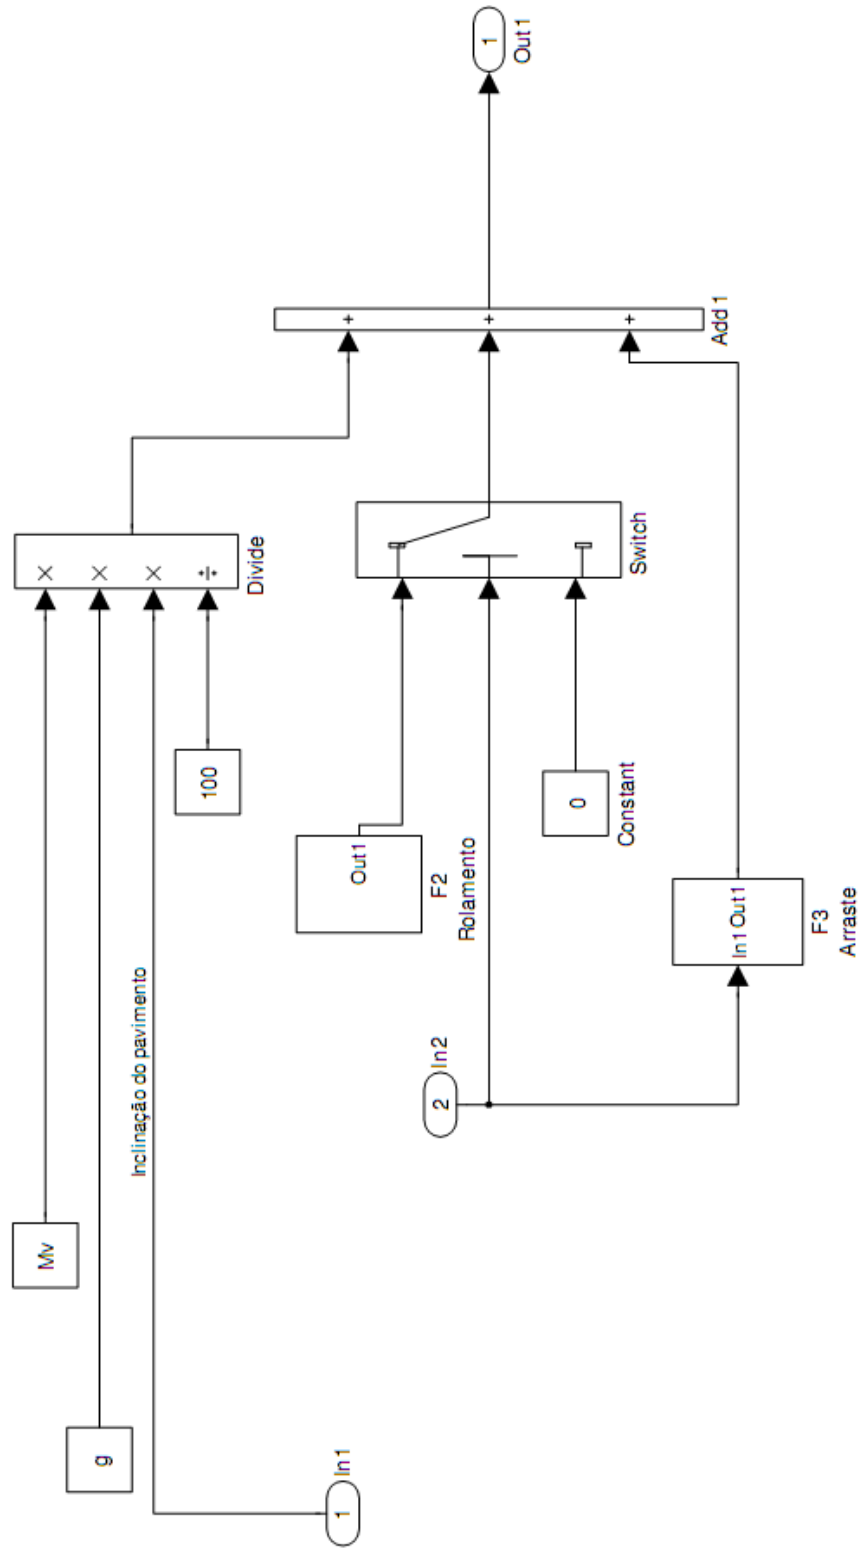 Mv
g
1
In1
Inclinação do pavimento
100
×
×
×
÷
Divide
Out1
F2
Rolamento
2
In2
0
Constant
Switch
In1 Out1
F3
Arraste
+
+
+
Add1
1
Out1